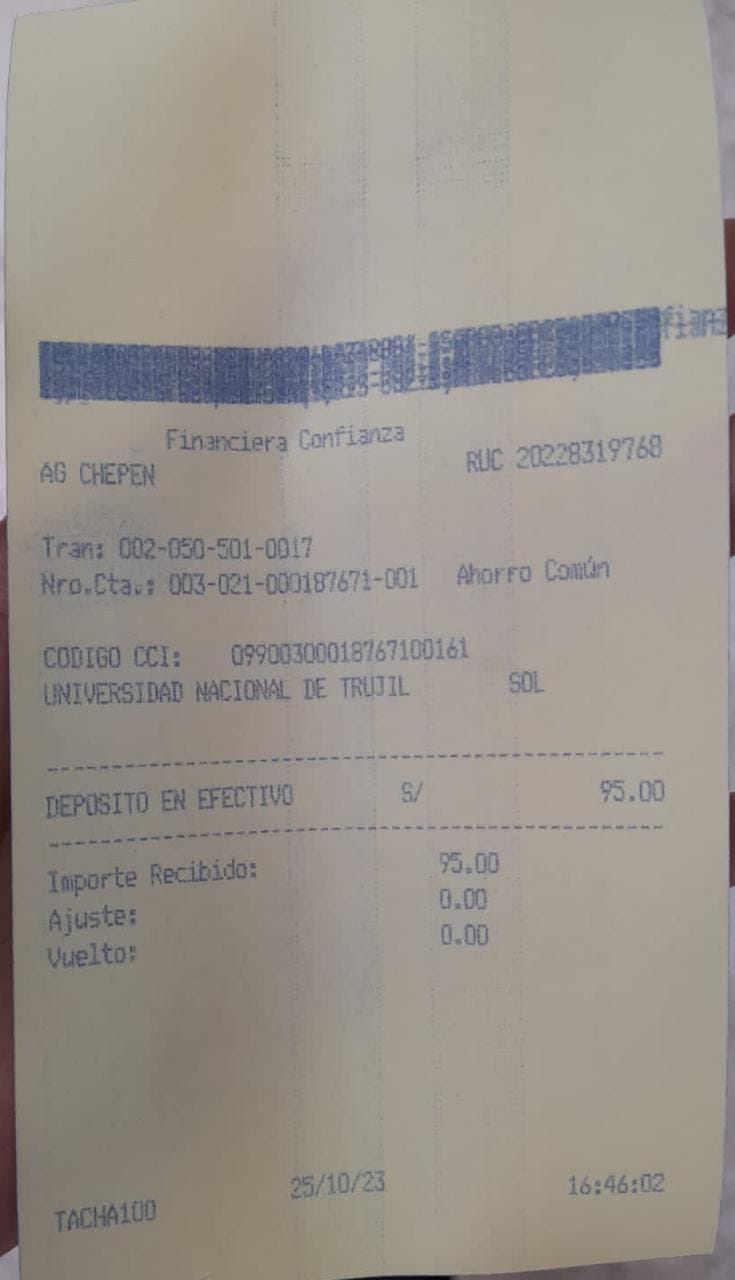 Financiera Confianza
AG CHEPEN RUC 20228319768
Tran: 002-050-501-0017
Nro.Cta.: 003-021-000187671-001 Ahorro Común
CODIGO CCI: 09900300018767100161
UNIVERSIDAD NACIONAL DE TRUJIL SOL
DEPOSITO EN EFECTIVO S/ 95.00
Importe Recibido: 95.00
Ajuste: 0.00
Vuelto: 0.00
25/10/23 16:46:02
TACHA100